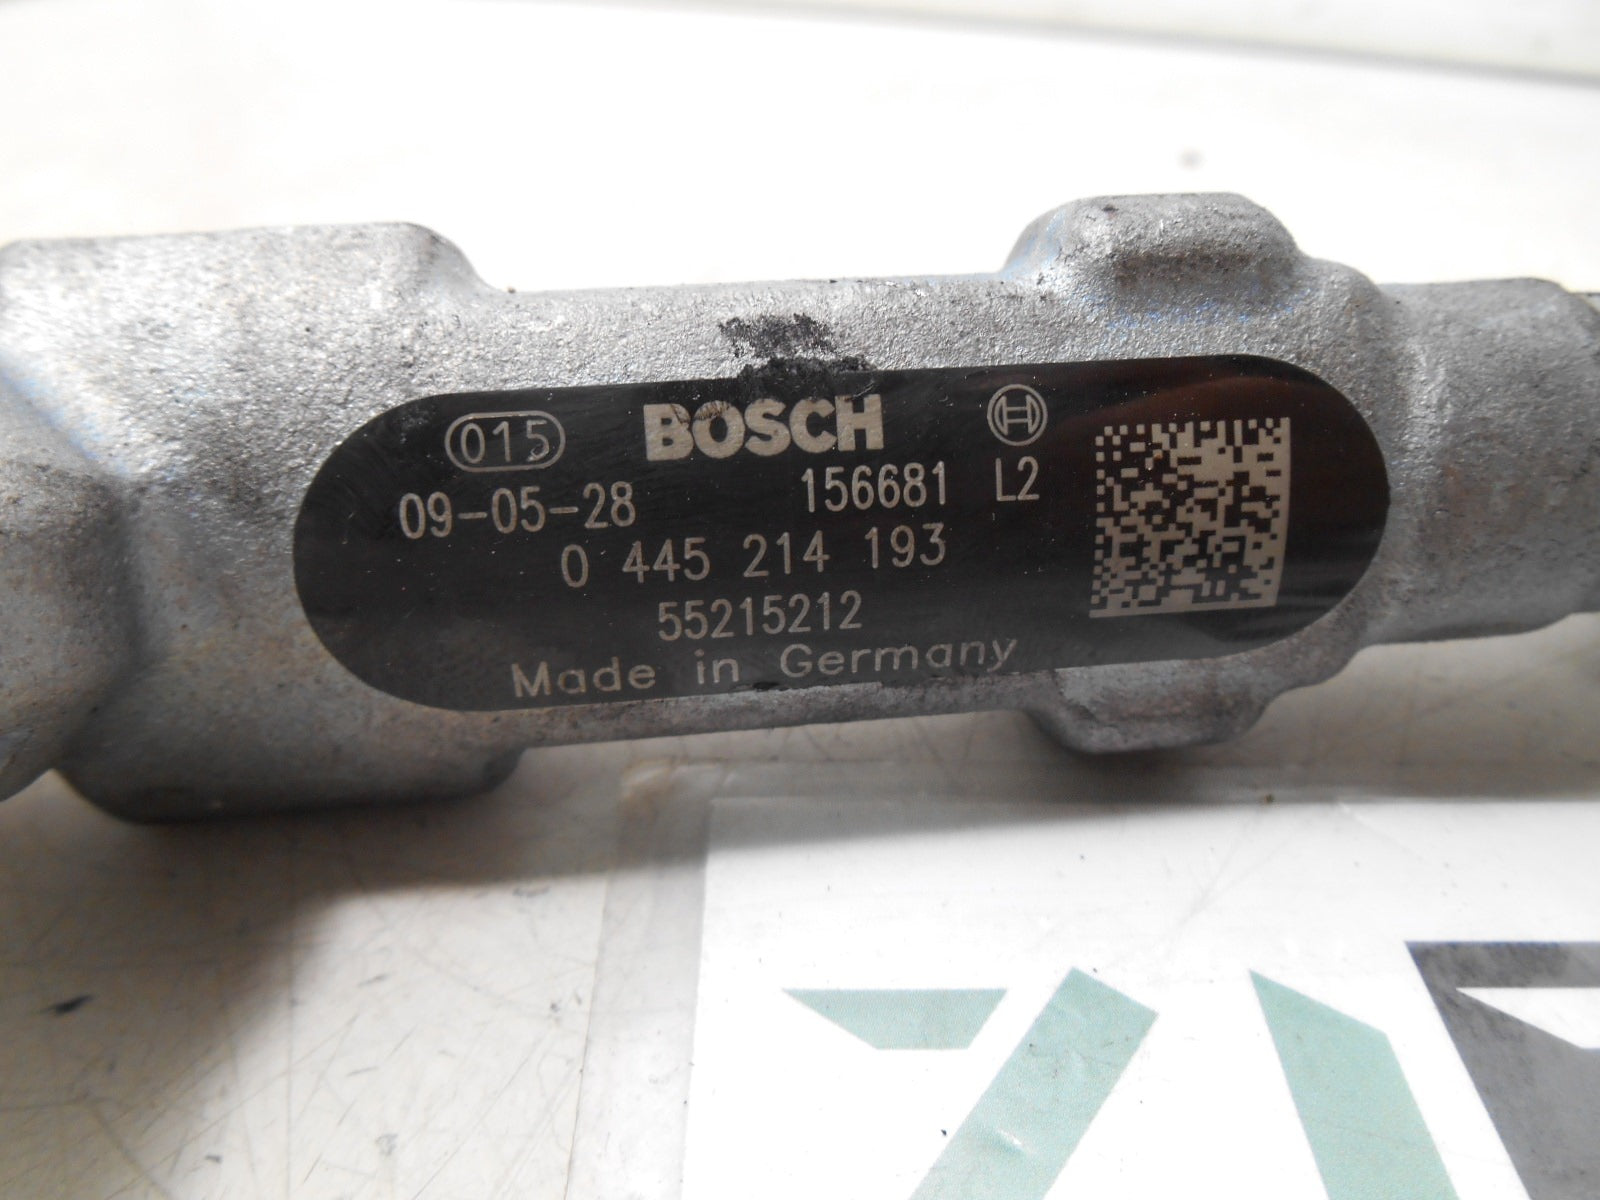 015 BOSCH
09-05-28 156681 L2
0 445 214 193
55215212
Made in Germany